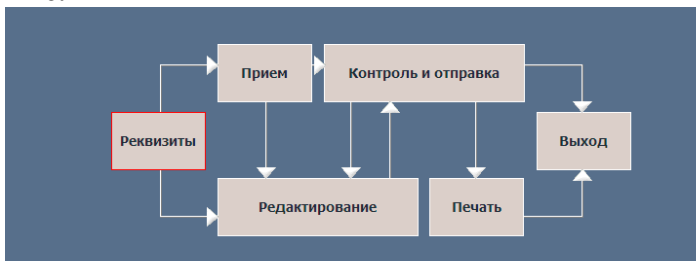 Прием
Контроль и отправка
Реквизиты
Выход
Редактирование
Печать